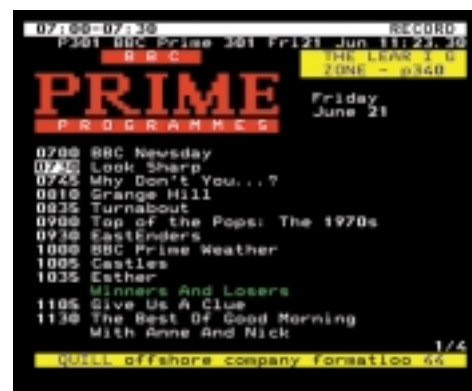 07:00-07:30 RECORD
P301 BBC Prime 301 Fri21 Jun 11:23.30
BBC
THE LEAR I G
ZONE - p340
PRIME
PROGRAMMES
Friday
June 21
0700 BBC Newsday
0730 Look Sharp
0745 Why Don't You...?
0810 Grange Hill
0835 Turnabout
0900 Top of the Pops: The 1970s
0930 EastEnders
1000 BBC Prime Weather
1005 Castles
1035 Esther
Winners And Losers
1105 Give Us A Clue
1130 The Best Of Good Morning
With Anne And Nick
1/4
QUILL offshore company formatioo 44